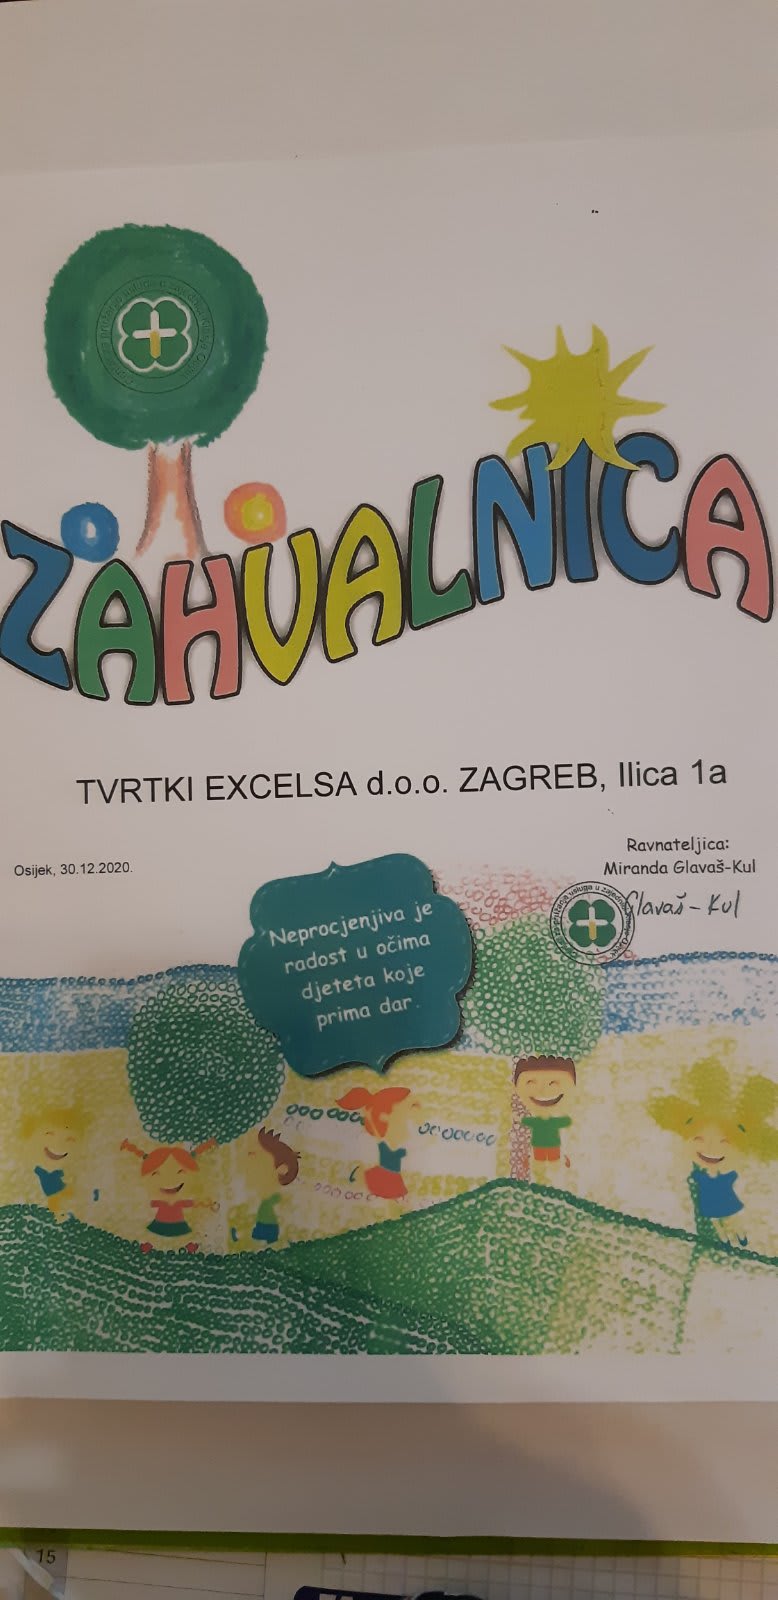 ZAHVALNICA
TVRTKI EXCELSA d.o.o. ZAGREB, Ilica 1a
Osijek, 30.12.2020.
Ravnateljica:
Miranda Glavaš-Kul
Glavaš-Kul
Neprocjenjiva je
radost u očima
djeteta koje
prima dar.
15